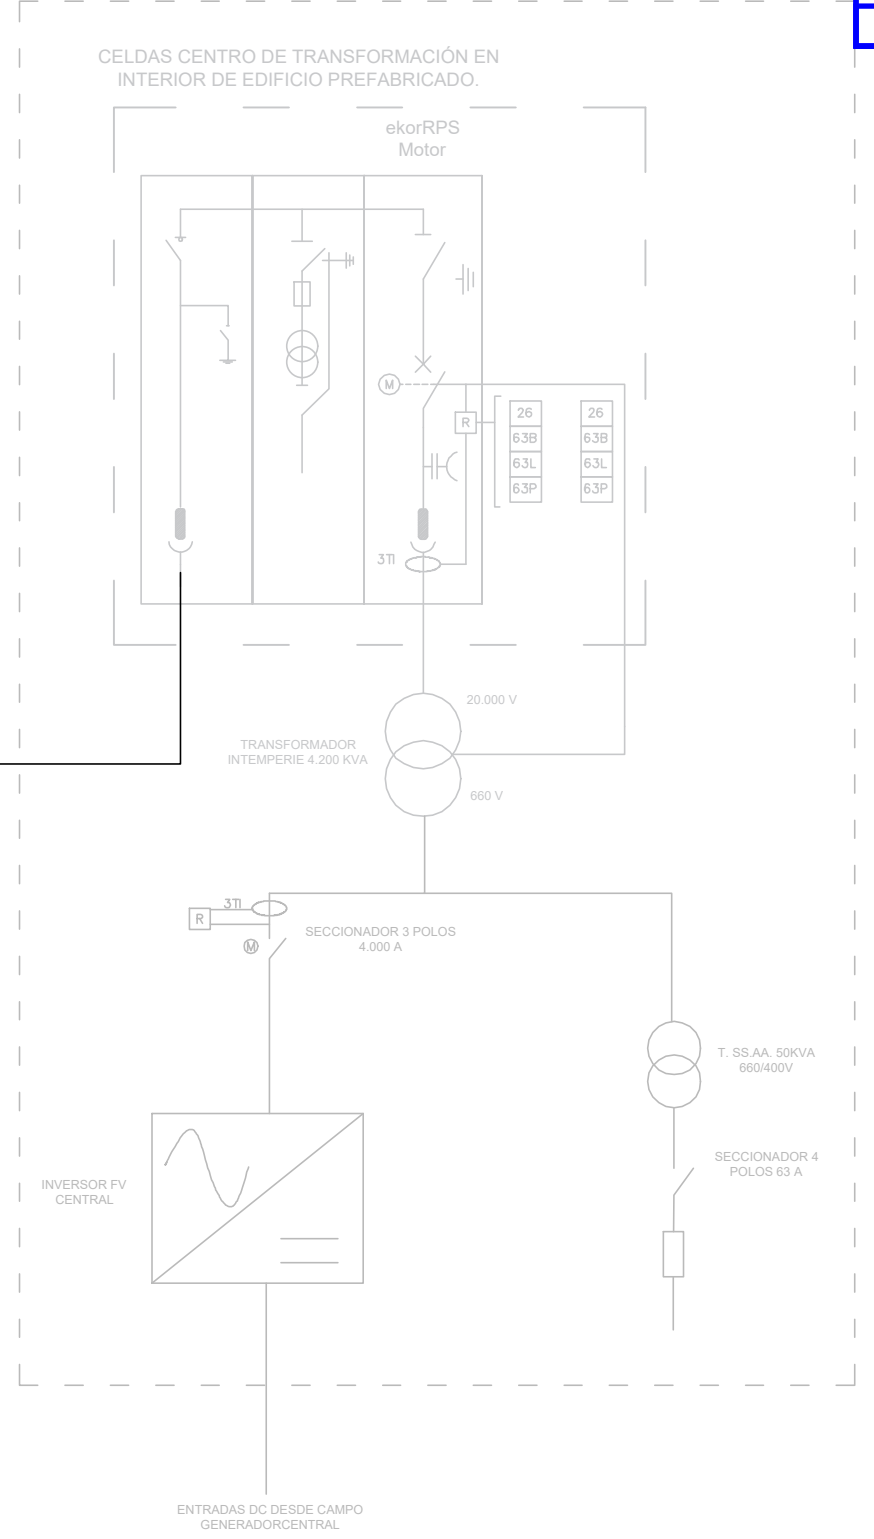 CELDAS CENTRO DE TRANSFORMACIÓN EN
INTERIOR DE EDIFICIO PREFABRICADO.
ekorRPS
Motor
M
R
26
63B
63L
63P
26
63B
63L
63P
3TI
20.000 V
TRANSFORMADOR
INTEMPERIE 4.200 KVA
660 V
3TI
R
M
SECCIONADOR 3 POLOS
4.000 A
T. SS.AA. 50KVA
660/400V
SECCIONADOR 4
POLOS 63 A
INVERSOR FV
CENTRAL
ENTRADAS DC DESDE CAMPO
GENERADORCENTRAL